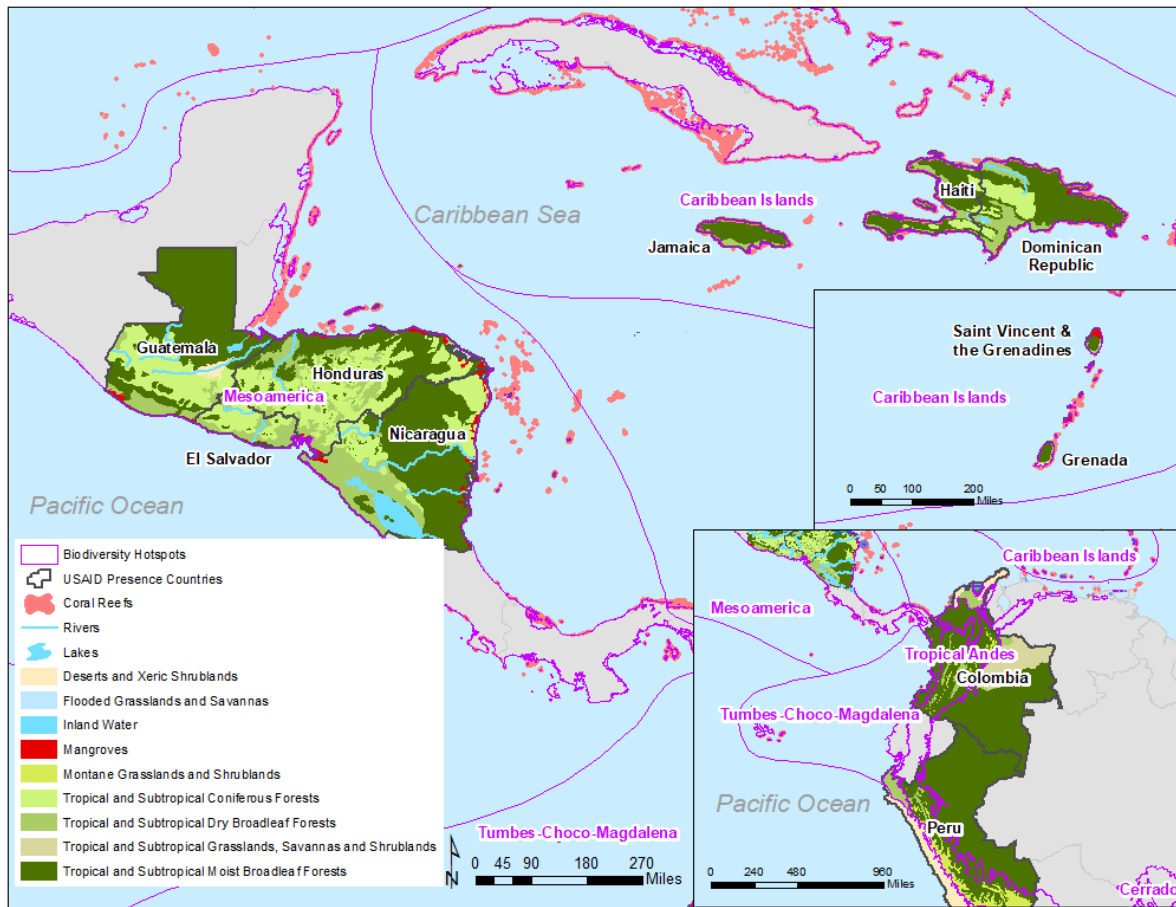 Caribbean Sea
Caribbean Islands
Jamaica
Haiti
Dominican
Republic
Guatemala
Honduras
Mesoamerica
Nicaragua
El Salvador
Pacific Ocean
Saint Vincent &
the Grenadines
Caribbean Islands
Grenada
0 50 100 200
Miles
Biodiversity Hotspots
USAID Presence Countries
Coral Reefs
Rivers
Lakes
Deserts and Xeric Shrublands
Flooded Grasslands and Savannas
Inland Water
Mangroves
Montane Grasslands and Shrublands
Tropical and Subtropical Coniferous Forests
Tropical and Subtropical Dry Broadleaf Forests
Tropical and Subtropical Grasslands, Savannas and Shrublands
Tropical and Subtropical Moist Broadleaf Forests
N
Tumbes-Choco-Magdalena
0 45 90 180 270
Miles
Caribbean Islands
Mesoamerica
Tropical Andes
Colombia
Tumbes-Choco-Magdalena
Pacific Ocean
Peru
0 240 480 960
Miles
Cerrado